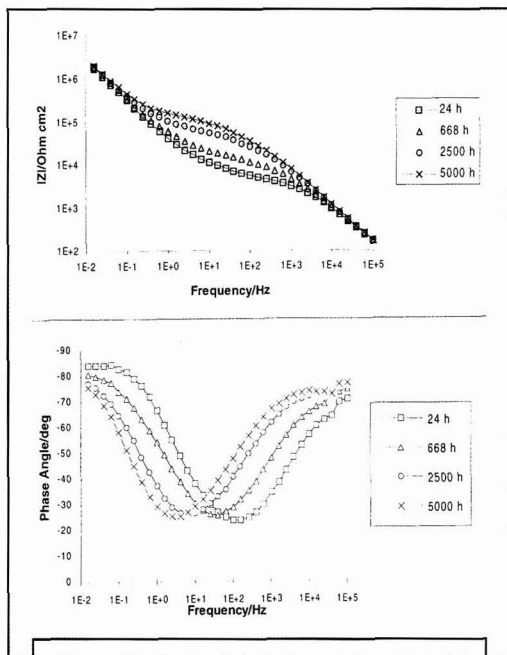 1E+7
1E+6
1E+5
1E+4
1E+3
1E+2
IZI/Ohm cm2
1E-2 1E-1 1E+0 1E+1 1E+2 1E+3 1E+4 1E+5
Frequency/Hz
24 h
668 h
2500 h
5000 h
-90
-80
-70
-60
-50
-40
-30
-20
-10
0
Phase Angle/deg
1E-2 1E-1 1E+0 1E+1 1E+2 1E+3 1E+4 1E+5
Frequency/Hz
24 h
668 h
2500 h
5000 h